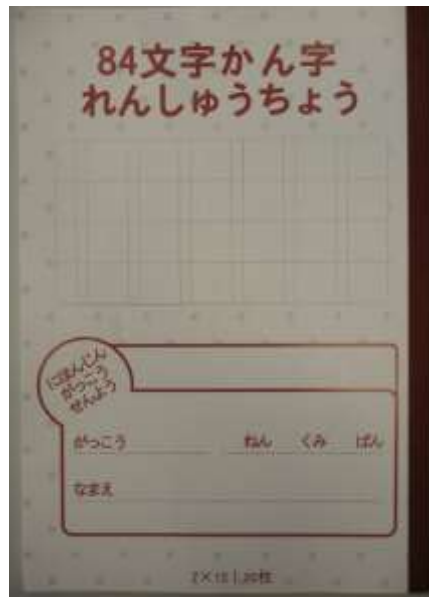 84文字かん字
れんしゅうちょう
にほんじん
がっこう
せんよう
がっこう ねん くみ ばん
なまえ